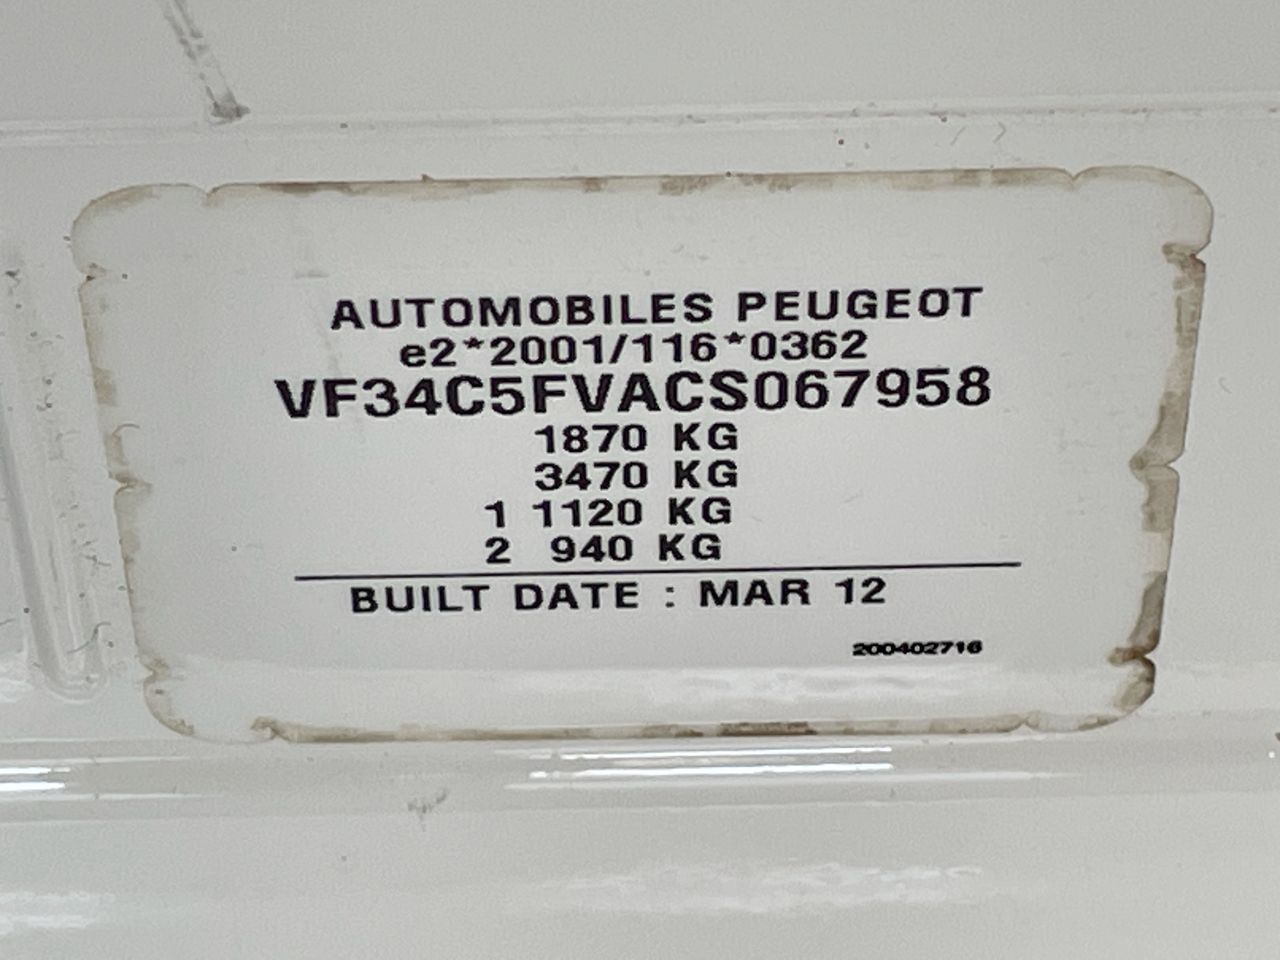 AUTOMOBILES PEUGEOT
e2*2001/116*0362
VF34C5FVACS067958
1870 KG
3470 KG
1 1120 KG
2 940 KG
BUILT DATE : MAR 12
200402716